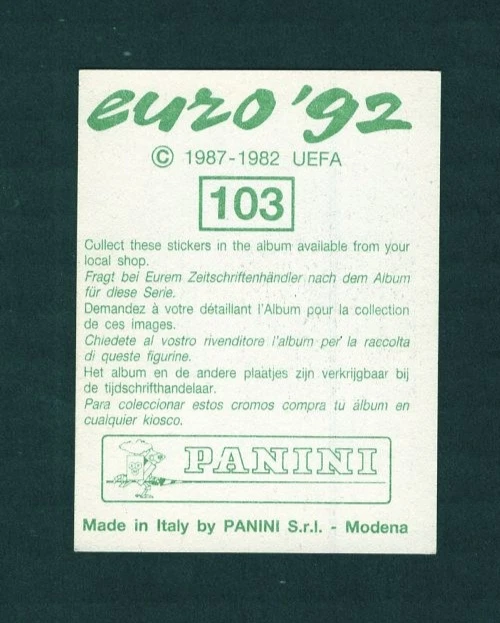 euro '92
© 1987-1982 UEFA
103
Collect these stickers in the album available from your
local shop.
Fragt bei Eurem Zeitschriftenhändler nach dem Album
für diese Serie.
Demandez à votre détaillant l'Album pour la collection
de ces images.
Chiedete al vostro rivenditore l'album per la raccolta
di queste figurine.
Het album en de andere plaatjes zijn verkrijgbaar bij
de tijdschrifthandelaar.
Para coleccionar estos cromos compra tu álbum en
cualquier kiosco.
PANINI
Made in Italy by PANINI S.r.l. - Modena